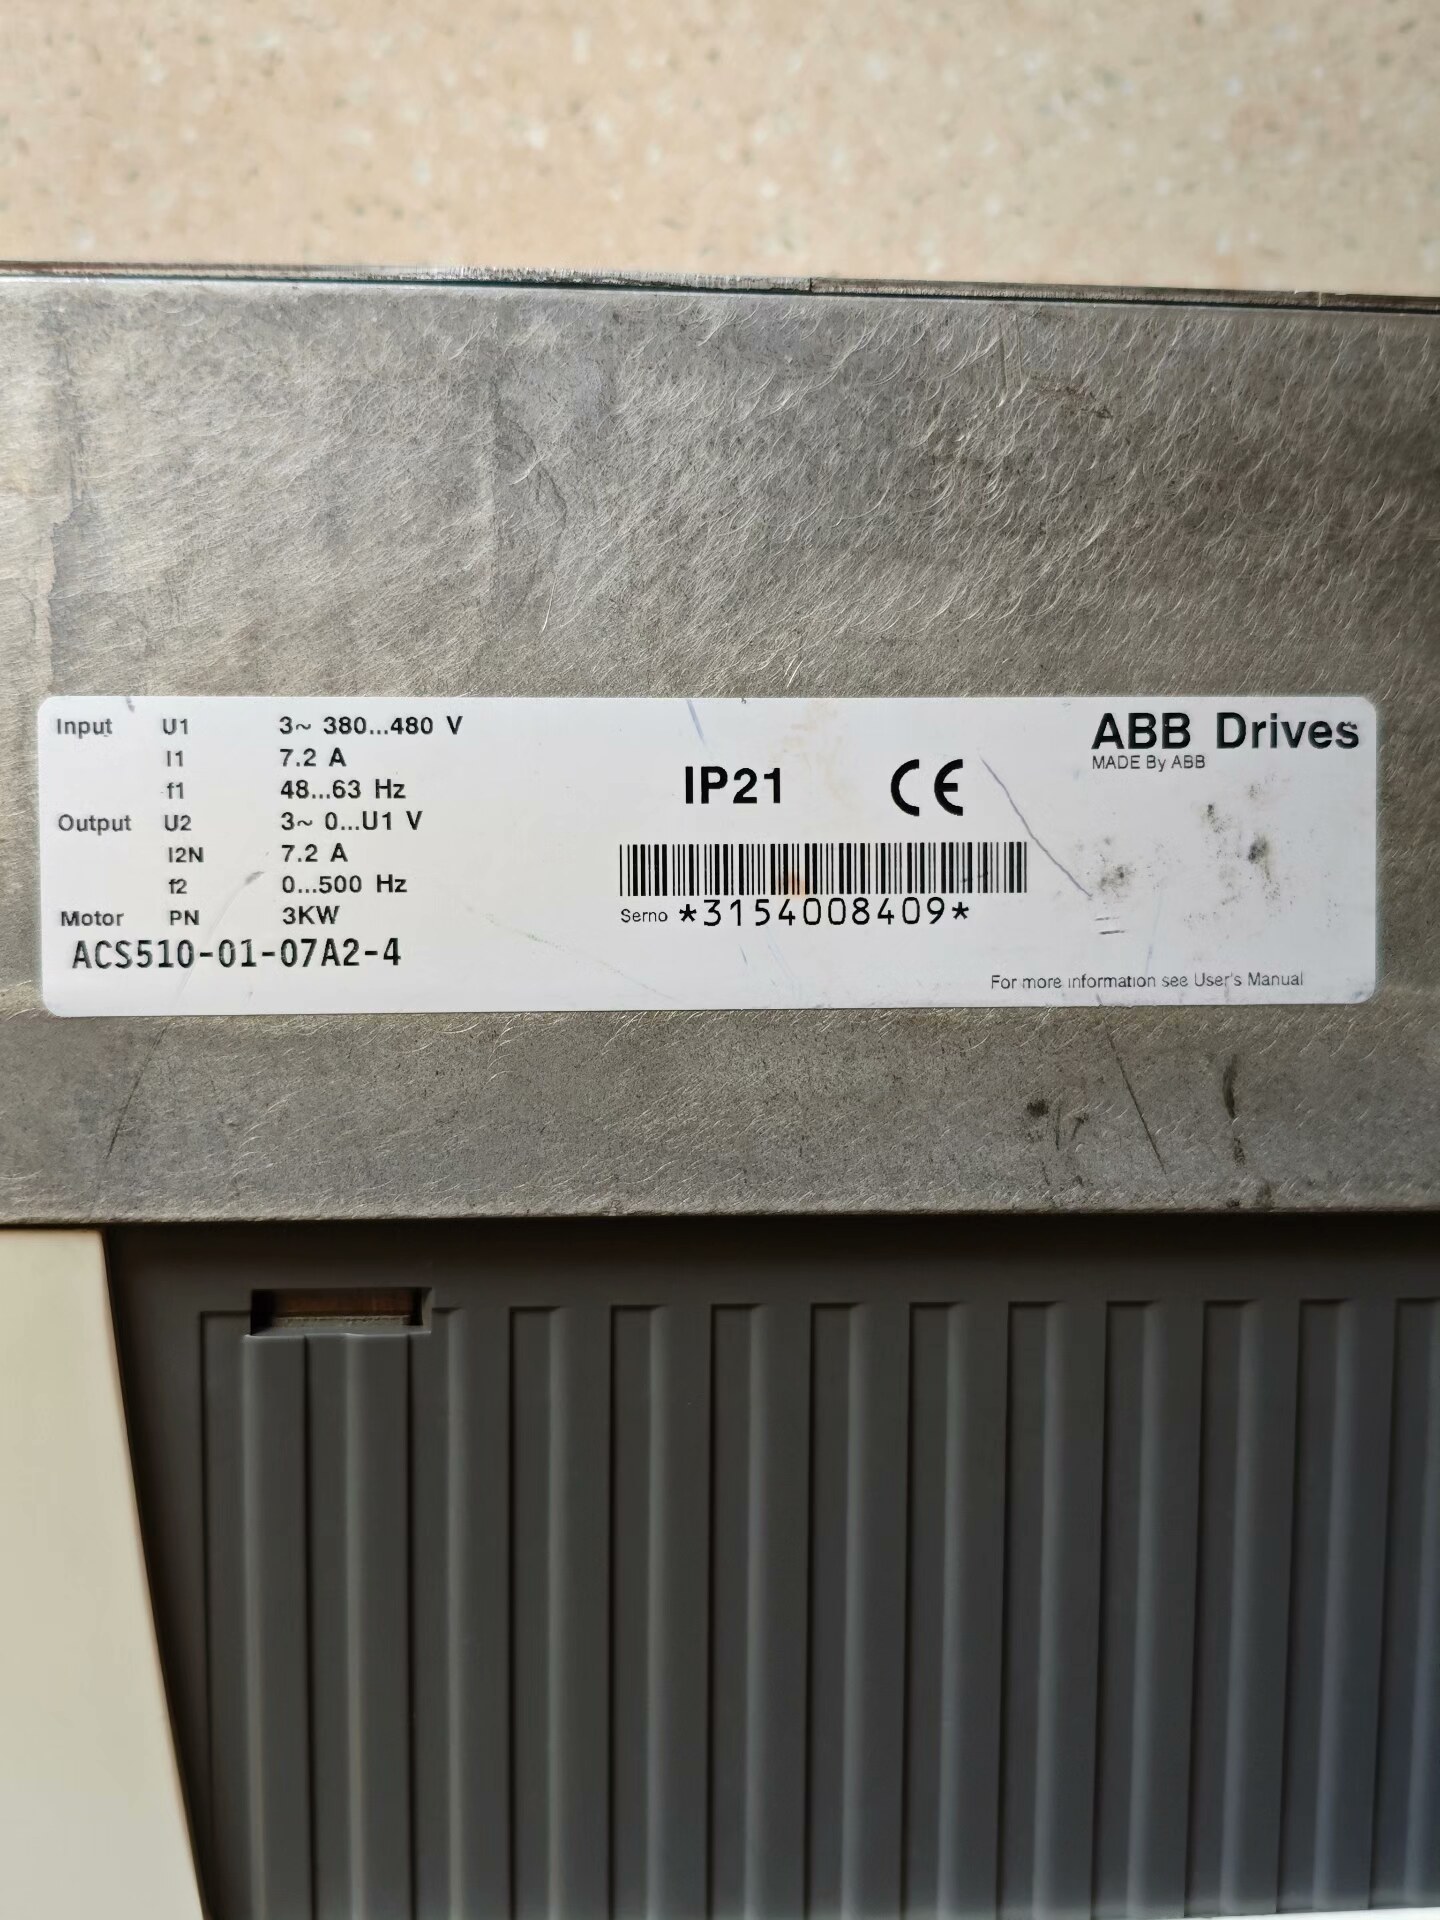 Input U1 3~ 380...480 V
I1 7.2 A
f1 48...63 Hz
Output U2 3~ 0...U1 V
I2N 7.2 A
f2 0...500 Hz
Motor PN 3KW
ACS510-01-07A2-4
IP21 CE
Serno *3154008409*
ABB Drives
MADE By ABB
For more information see User's Manual